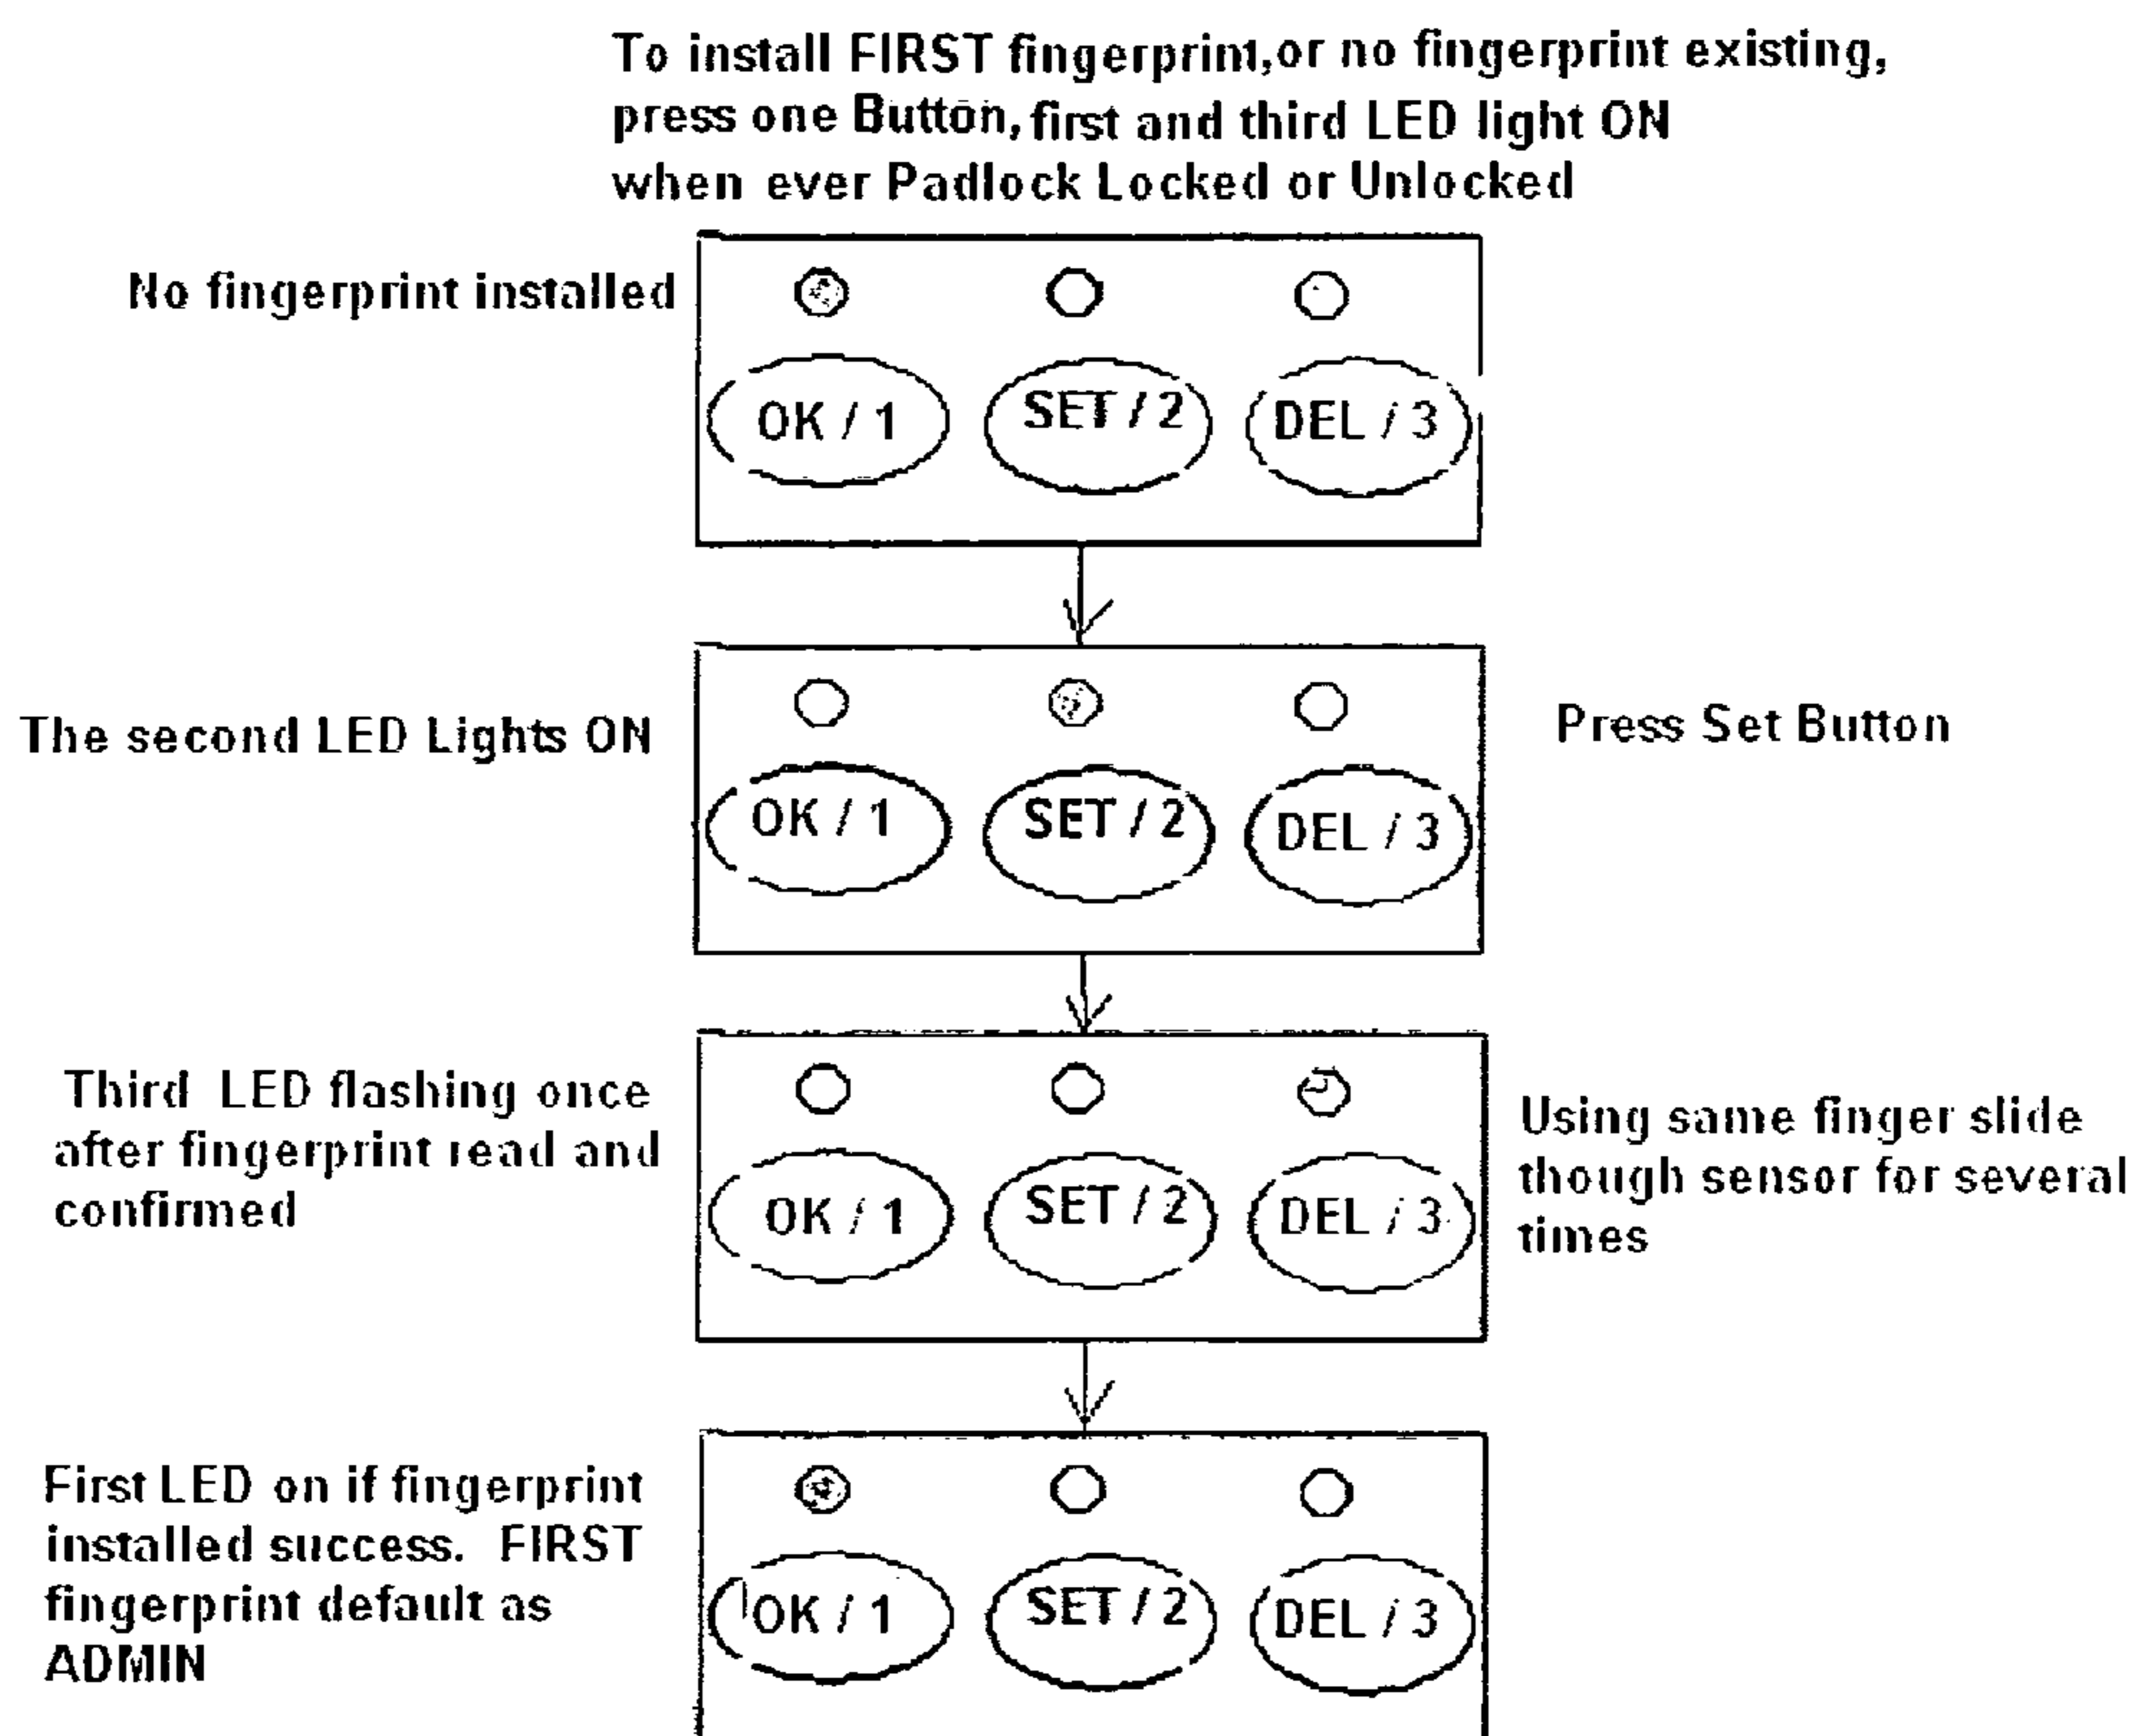 To install FIRST fingerprint,or no fingerprint existing,
press one Button, first and third LED light ON
when ever Padlock Locked or Unlocked
No fingerprint installed
OK / 1 SET / 2 DEL / 3
The second LED Lights ON
Press Set Button
OK / 1 SET / 2 DEL / 3
Third LED flashing once
after fingerprint read and
confirmed
Using same finger slide
though sensor for several
times
OK / 1 SET / 2 DEL / 3
First LED on if fingerprint
installed success. FIRST
fingerprint default as
ADMIN
OK / 1 SET / 2 DEL / 3